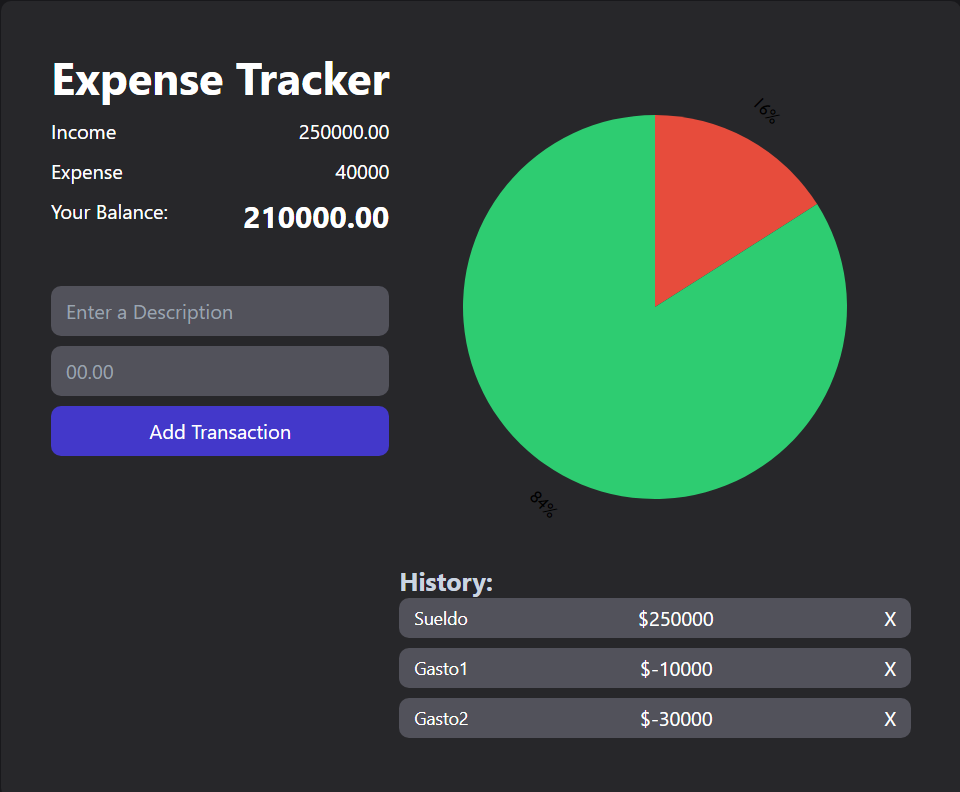 Expense Tracker
Income 250000.00
Expense 40000
Your Balance: 210000.00
Enter a Description
00.00
Add Transaction
16%
84%
History:
Sueldo $250000 X
Gasto1 $-10000 X
Gasto2 $-30000 X